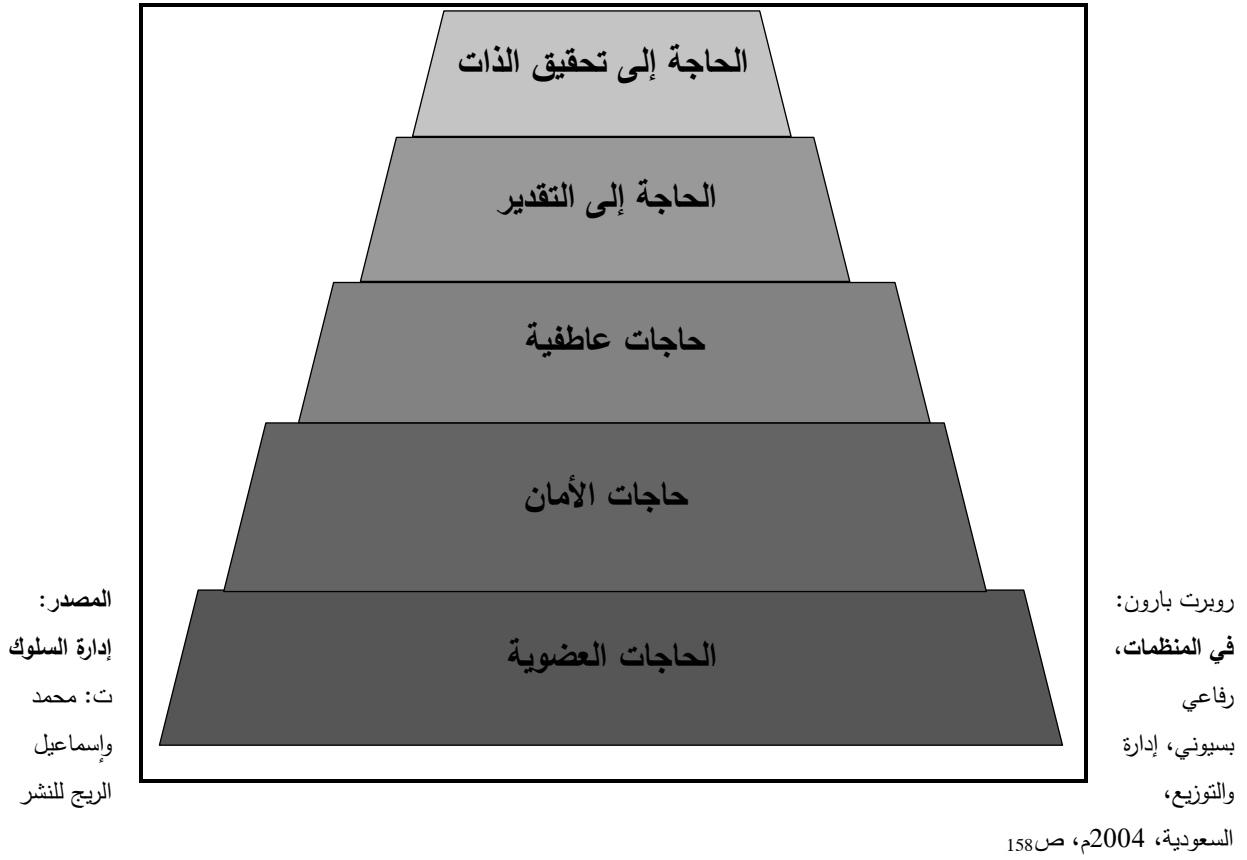 الحاجة إلى تحقيق الذات
الحاجة إلى التقدير
حاجات عاطفية
حاجات الأمان
الحاجات العضوية
المصدر: روبرت بارون:
إدارة السلوك في المنظمات،
ت: محمد رفاعي
وإسماعيل بسيوني، إدارة
الريج للنشر والتوزيع،
السعودية، 2004م، ص158